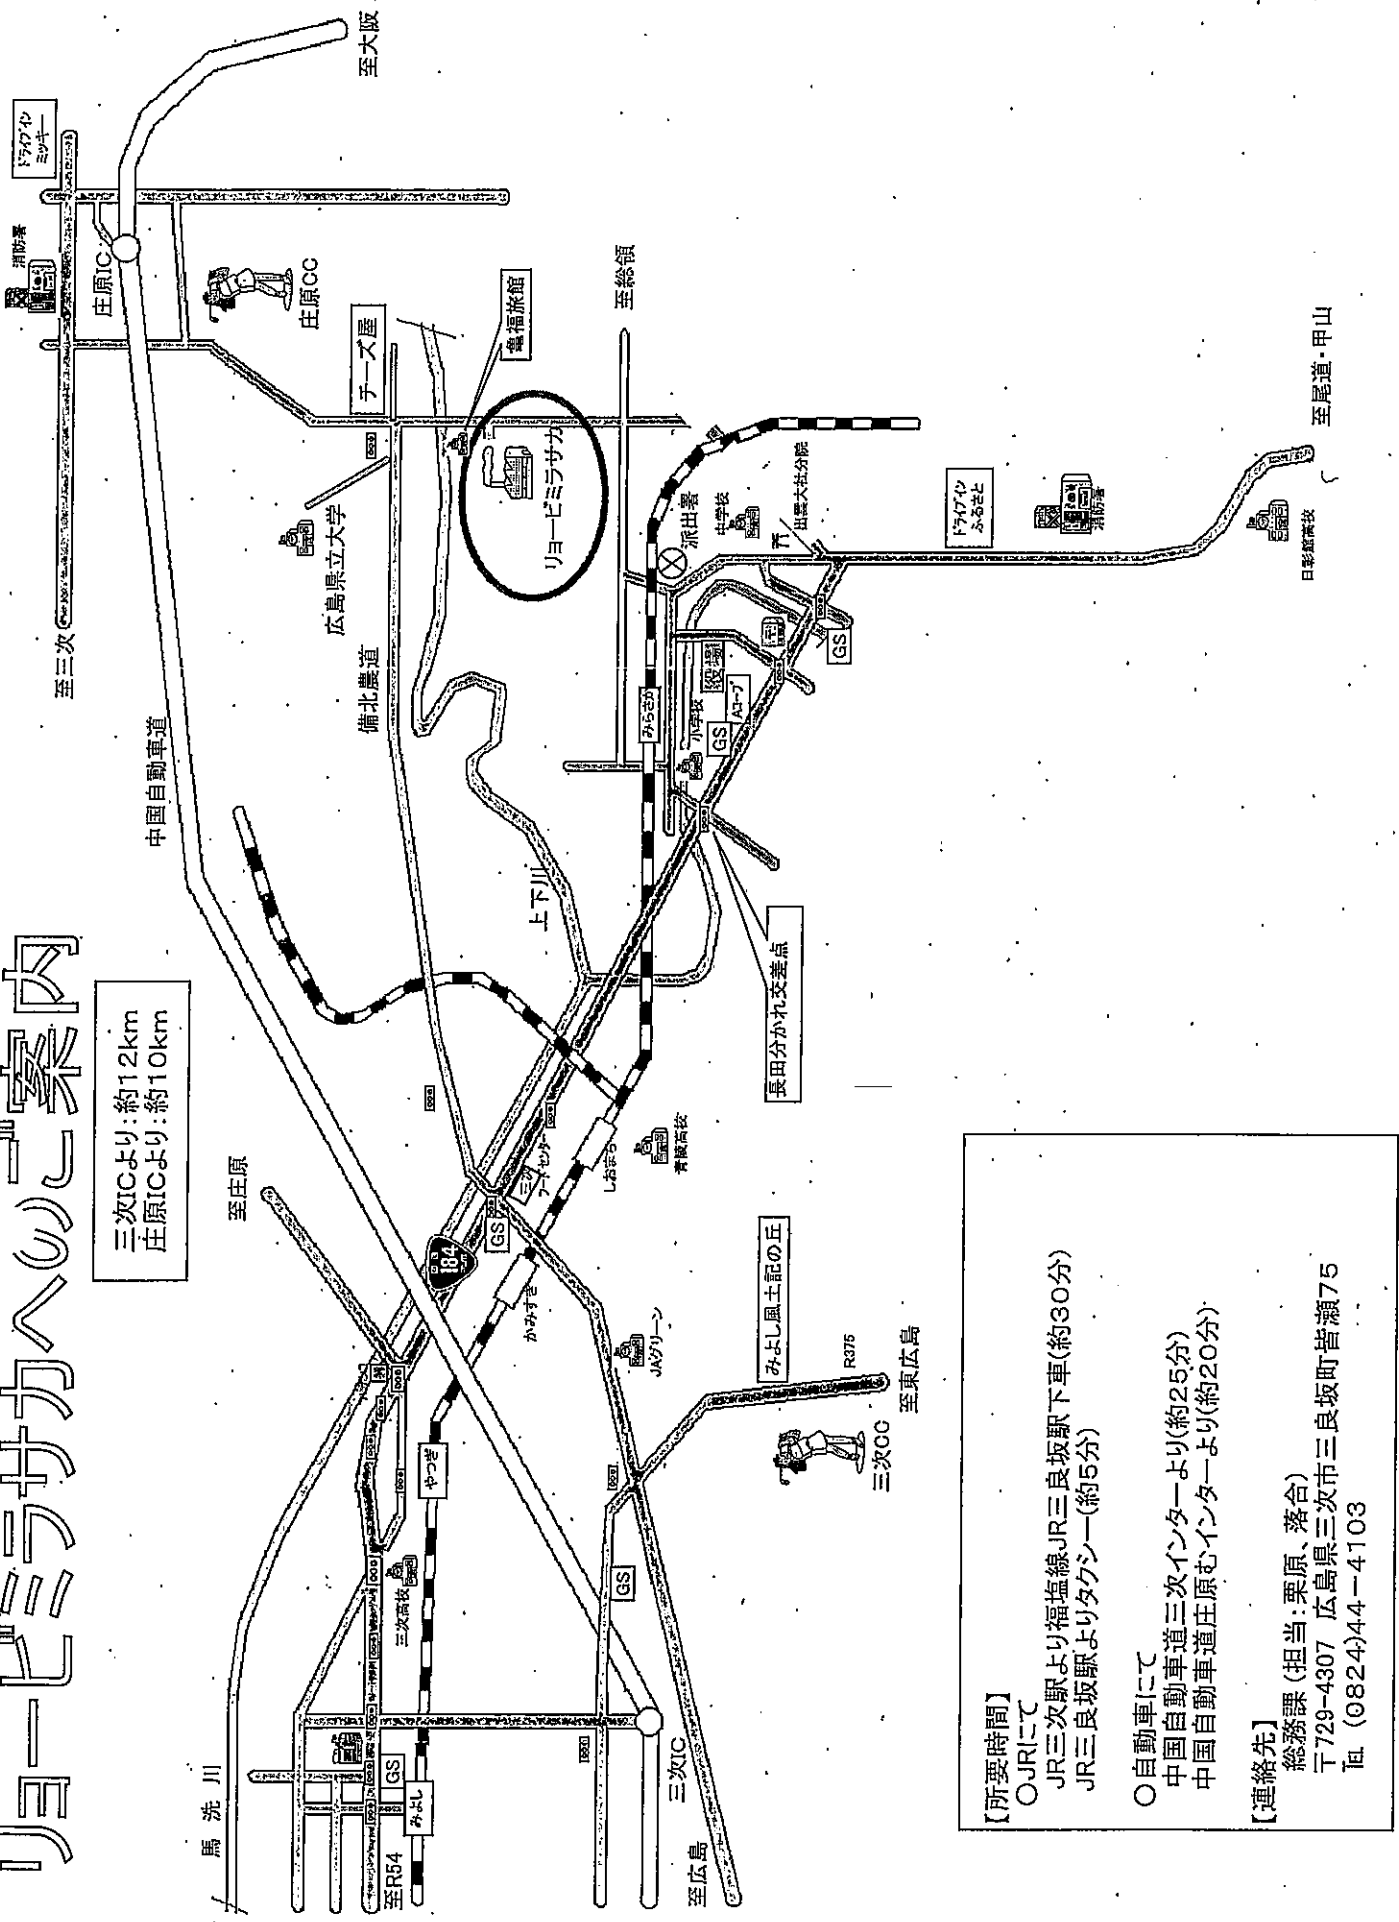 リョービミラサカへのご案内
三次ICより:約12km
庄原ICより:約10km
ドライブイン
ミッキー
消防署
至大阪
庄原IC
庄原CC
至三次
中国自動車道
チーズ屋
亀福旅館
至総領
広島県立大学
備北農道
リョービミラサカ
派出署
中学校
出雲大社分院
ドライブイン
ふるさと
消防署
至尾道・甲山
日彰館高校
GS
役場
Aコープ
GS
小学校
みらさか
上下川
長田分かれ交差点
至庄原
184
GS
三の
フードセンター
しおまち
青陵高校
かみすぎ
JAグリーン
みよし風土記の丘
R375
至東広島
三次CC
やつぎ
三次高校
GS
馬洗川
GS
みよし
至R54
三次IC
至広島
【所要時間】
○JRにて
JR三次駅より福塩線JR三良坂駅下車(約30分)
JR三良坂駅よりタクシー(約5分)
○自動車にて
中国自動車道三次インターより(約25分)
中国自動車道庄原むインターより(約20分)
【連絡先】
総務課(担当:栗原、落合)
〒729-4307 広島県三次市三良坂町皆瀬75
TEL (0824)44-4103